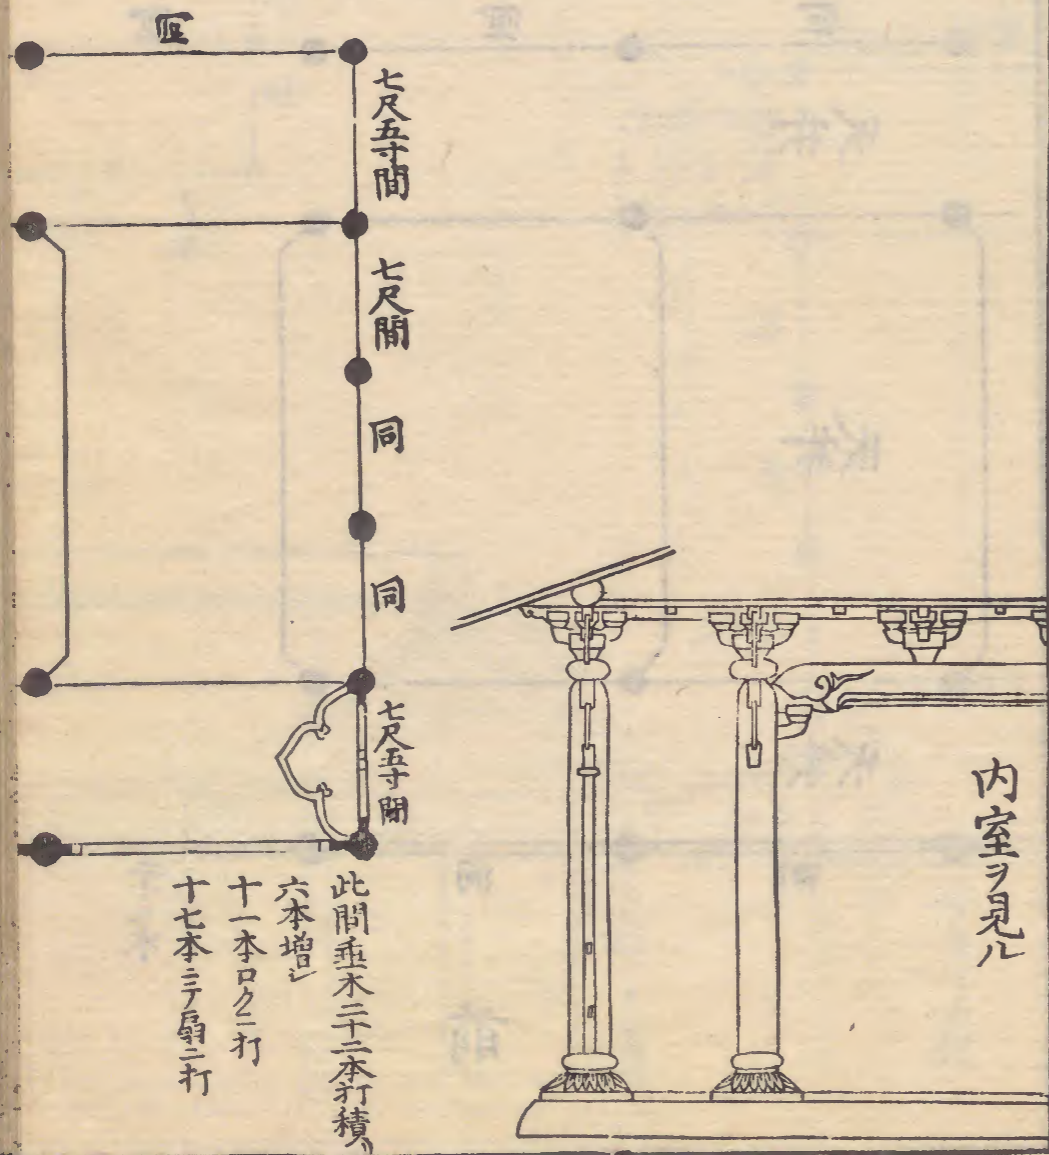 内室ヲ見ル
七尺五寸間
七尺間
同
同
七尺五寸間
此間垂木二十二本打積リ
六本増シ
十一本ロクニ打
十七本ニテ扇ニ打